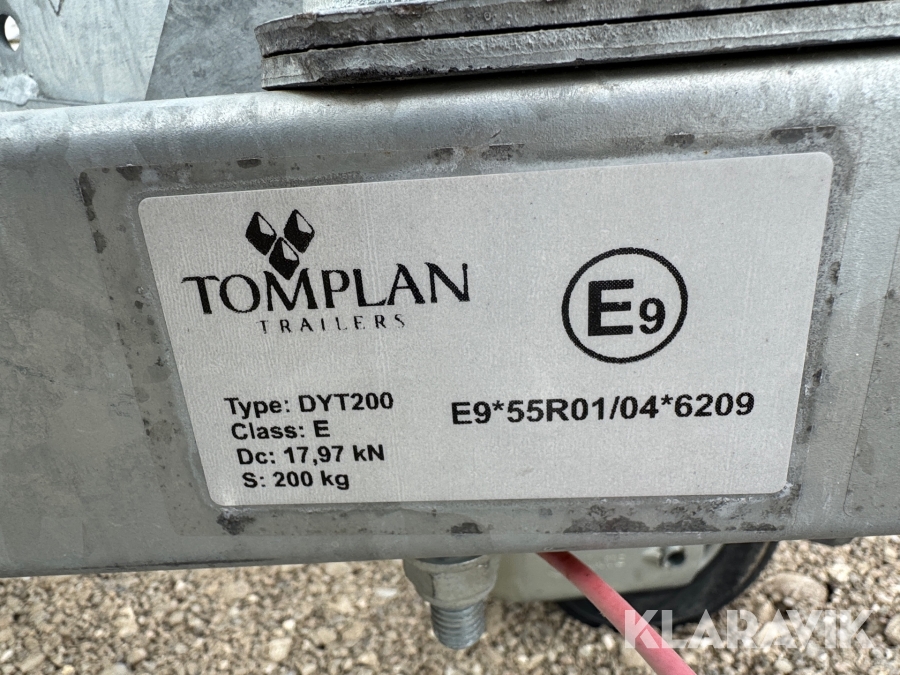 TOMPLAN
TRAILERS
E9
Type: DYT200
Class: E
Dc: 17,97 kN
S: 200 kg
E9*55R01/04*6209
KLARAVIK